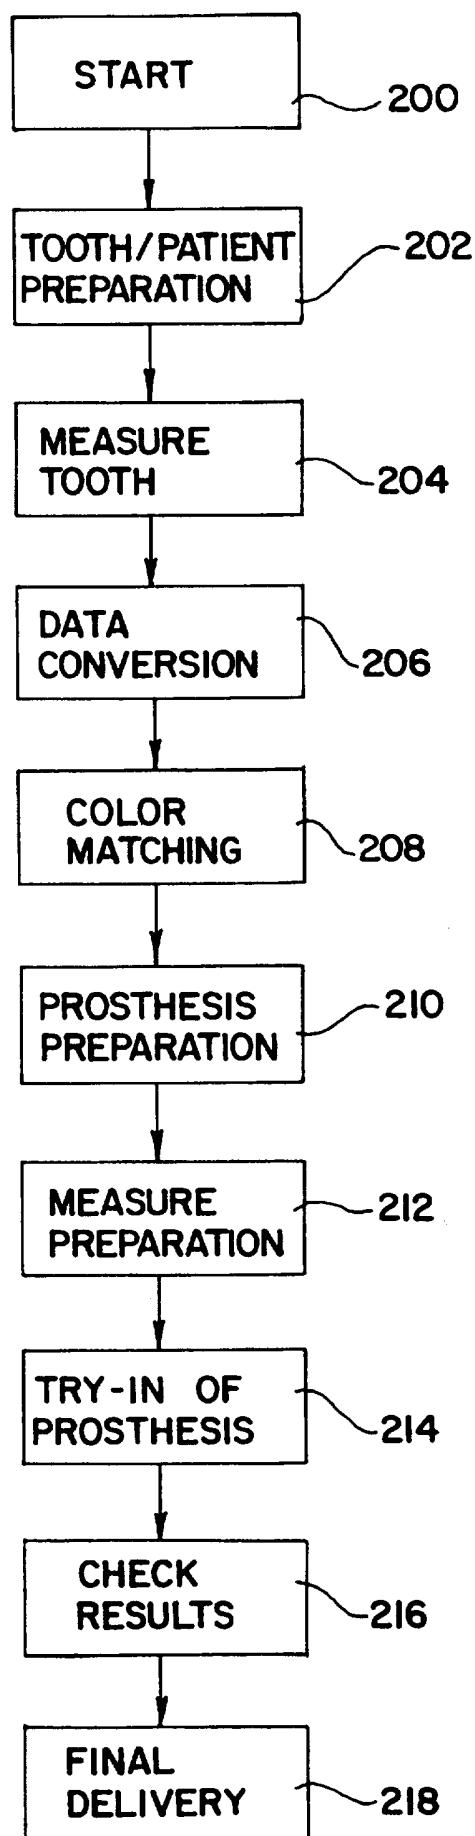 START
200
TOOTH/PATIENT
PREPARATION
202
MEASURE
TOOTH
204
DATA
CONVERSION
206
COLOR
MATCHING
208
PROSTHESIS
PREPARATION
210
MEASURE
PREPARATION
212
TRY-IN OF
PROSTHESIS
214
CHECK
RESULTS
216
FINAL
DELIVERY
218